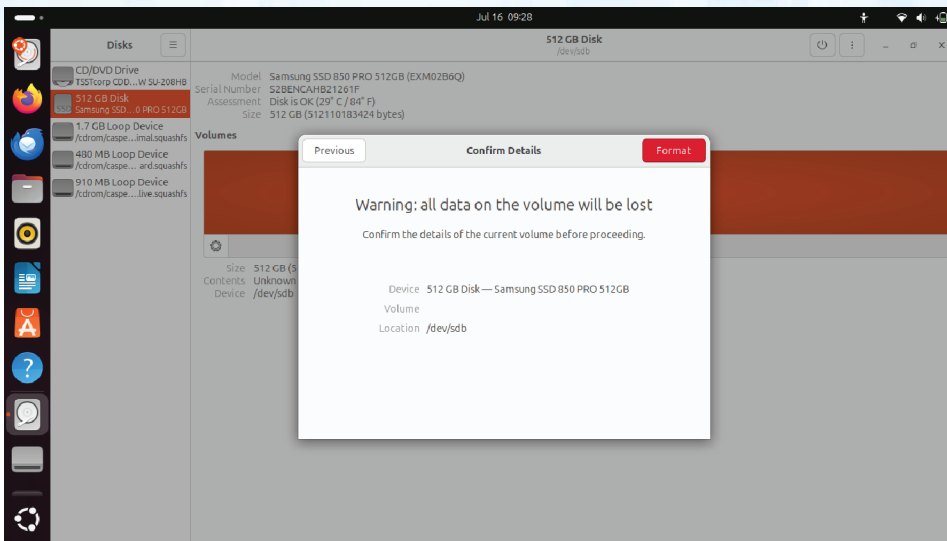 Jul 16 09:28
Disks
512 GB Disk
/dev/sdb
CD/DVD Drive
TSSTcorp CDD...W SU-208HB
512 GB Disk
SSD
Samsung SSD...0 PRO 512GB
1.7 GB Loop Device
/cdrom/caspe...imal.squashfs
480 MB Loop Device
/cdrom/caspe... ard.squashfs
910 MB Loop Device
/cdrom/caspe....live.squashfs
Model Samsung SSD 850 PRO 512GB (EXM02B6Q)
Serial Number S2BENCAHB21261F
Assessment Disk is OK (29° C / 84° F)
Size 512 GB (512110183424 bytes)
Volumes
Previous
Confirm Details
Format
Warning: all data on the volume will be lost
Confirm the details of the current volume before proceeding.
Device 512 GB Disk — Samsung SSD 850 PRO 512GB
Volume
Location /dev/sdb
Size 512 GB (5
Contents Unknown
Device /dev/sdb